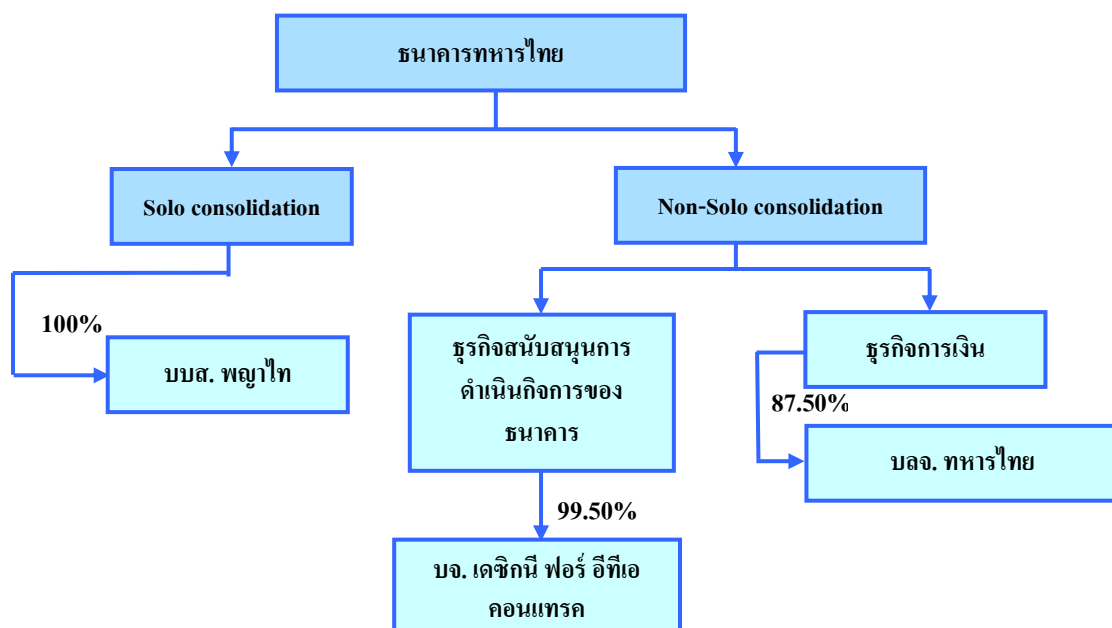 ธนาคารทหารไทย
Solo consolidation
Non-Solo consolidation
100%
บบส. พญาไท
ธุรกิจสนับสนุนการ
ดำเนินกิจการของ
ธนาคาร
ธุรกิจการเงิน
87.50%
บลจ. ทหารไทย
99.50%
บจ. เดซิกนี ฟอร์ อีทีเอ
คอนแทรค